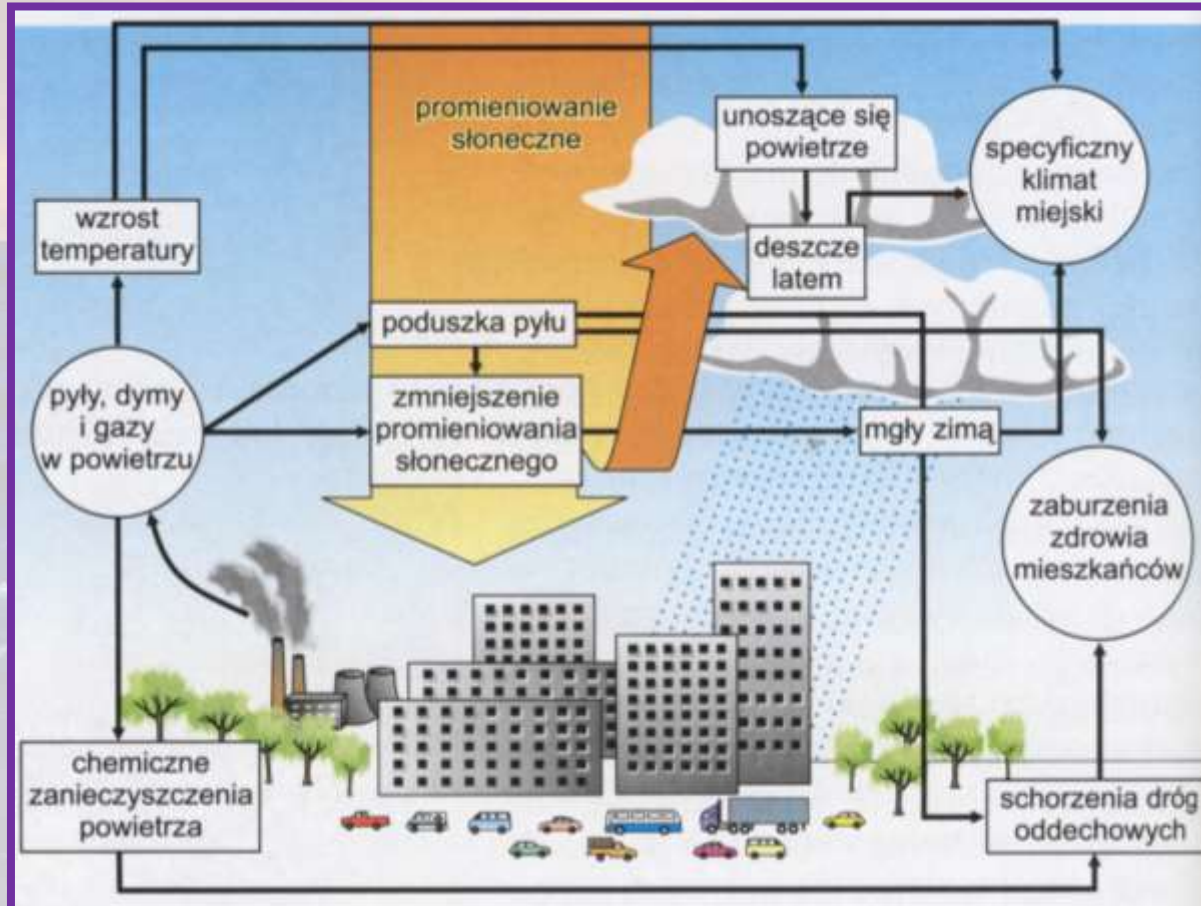 promieniowanie
słoneczne
unoszące się
powietrze
specyficzny
klimat
miejski
wzrost
temperatury
deszcze
latem
poduszka pyłu
pyły, dymy
i gazy
w powietrzu
zmniejszenie
promieniowania
słonecznego
mgły zimą
zaburzenia
zdrowia
mieszkańców
chemiczne
zanieczyszczenia
powietrza
schorzenia dróg
oddechowych